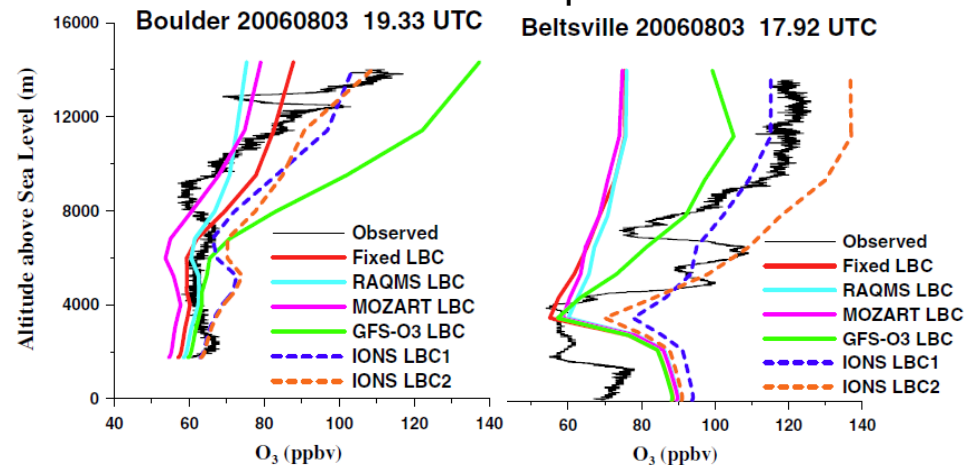 Boulder 20060803 19.33 UTC
Beltsville 20060803 17.92 UTC
Altitude above Sea Level (m)
16000
12000
8000
4000
0
Observed
Fixed LBC
RAQMS LBC
MOZART LBC
GFS-O3 LBC
IONS LBC1
IONS LBC2
40 60 80 100 120 140
O3 (ppbv)
Observed
Fixed LBC
RAQMS LBC
MOZART LBC
GFS-O3 LBC
IONS LBC1
IONS LBC2
60 80 100 120 140
O3 (ppbv)